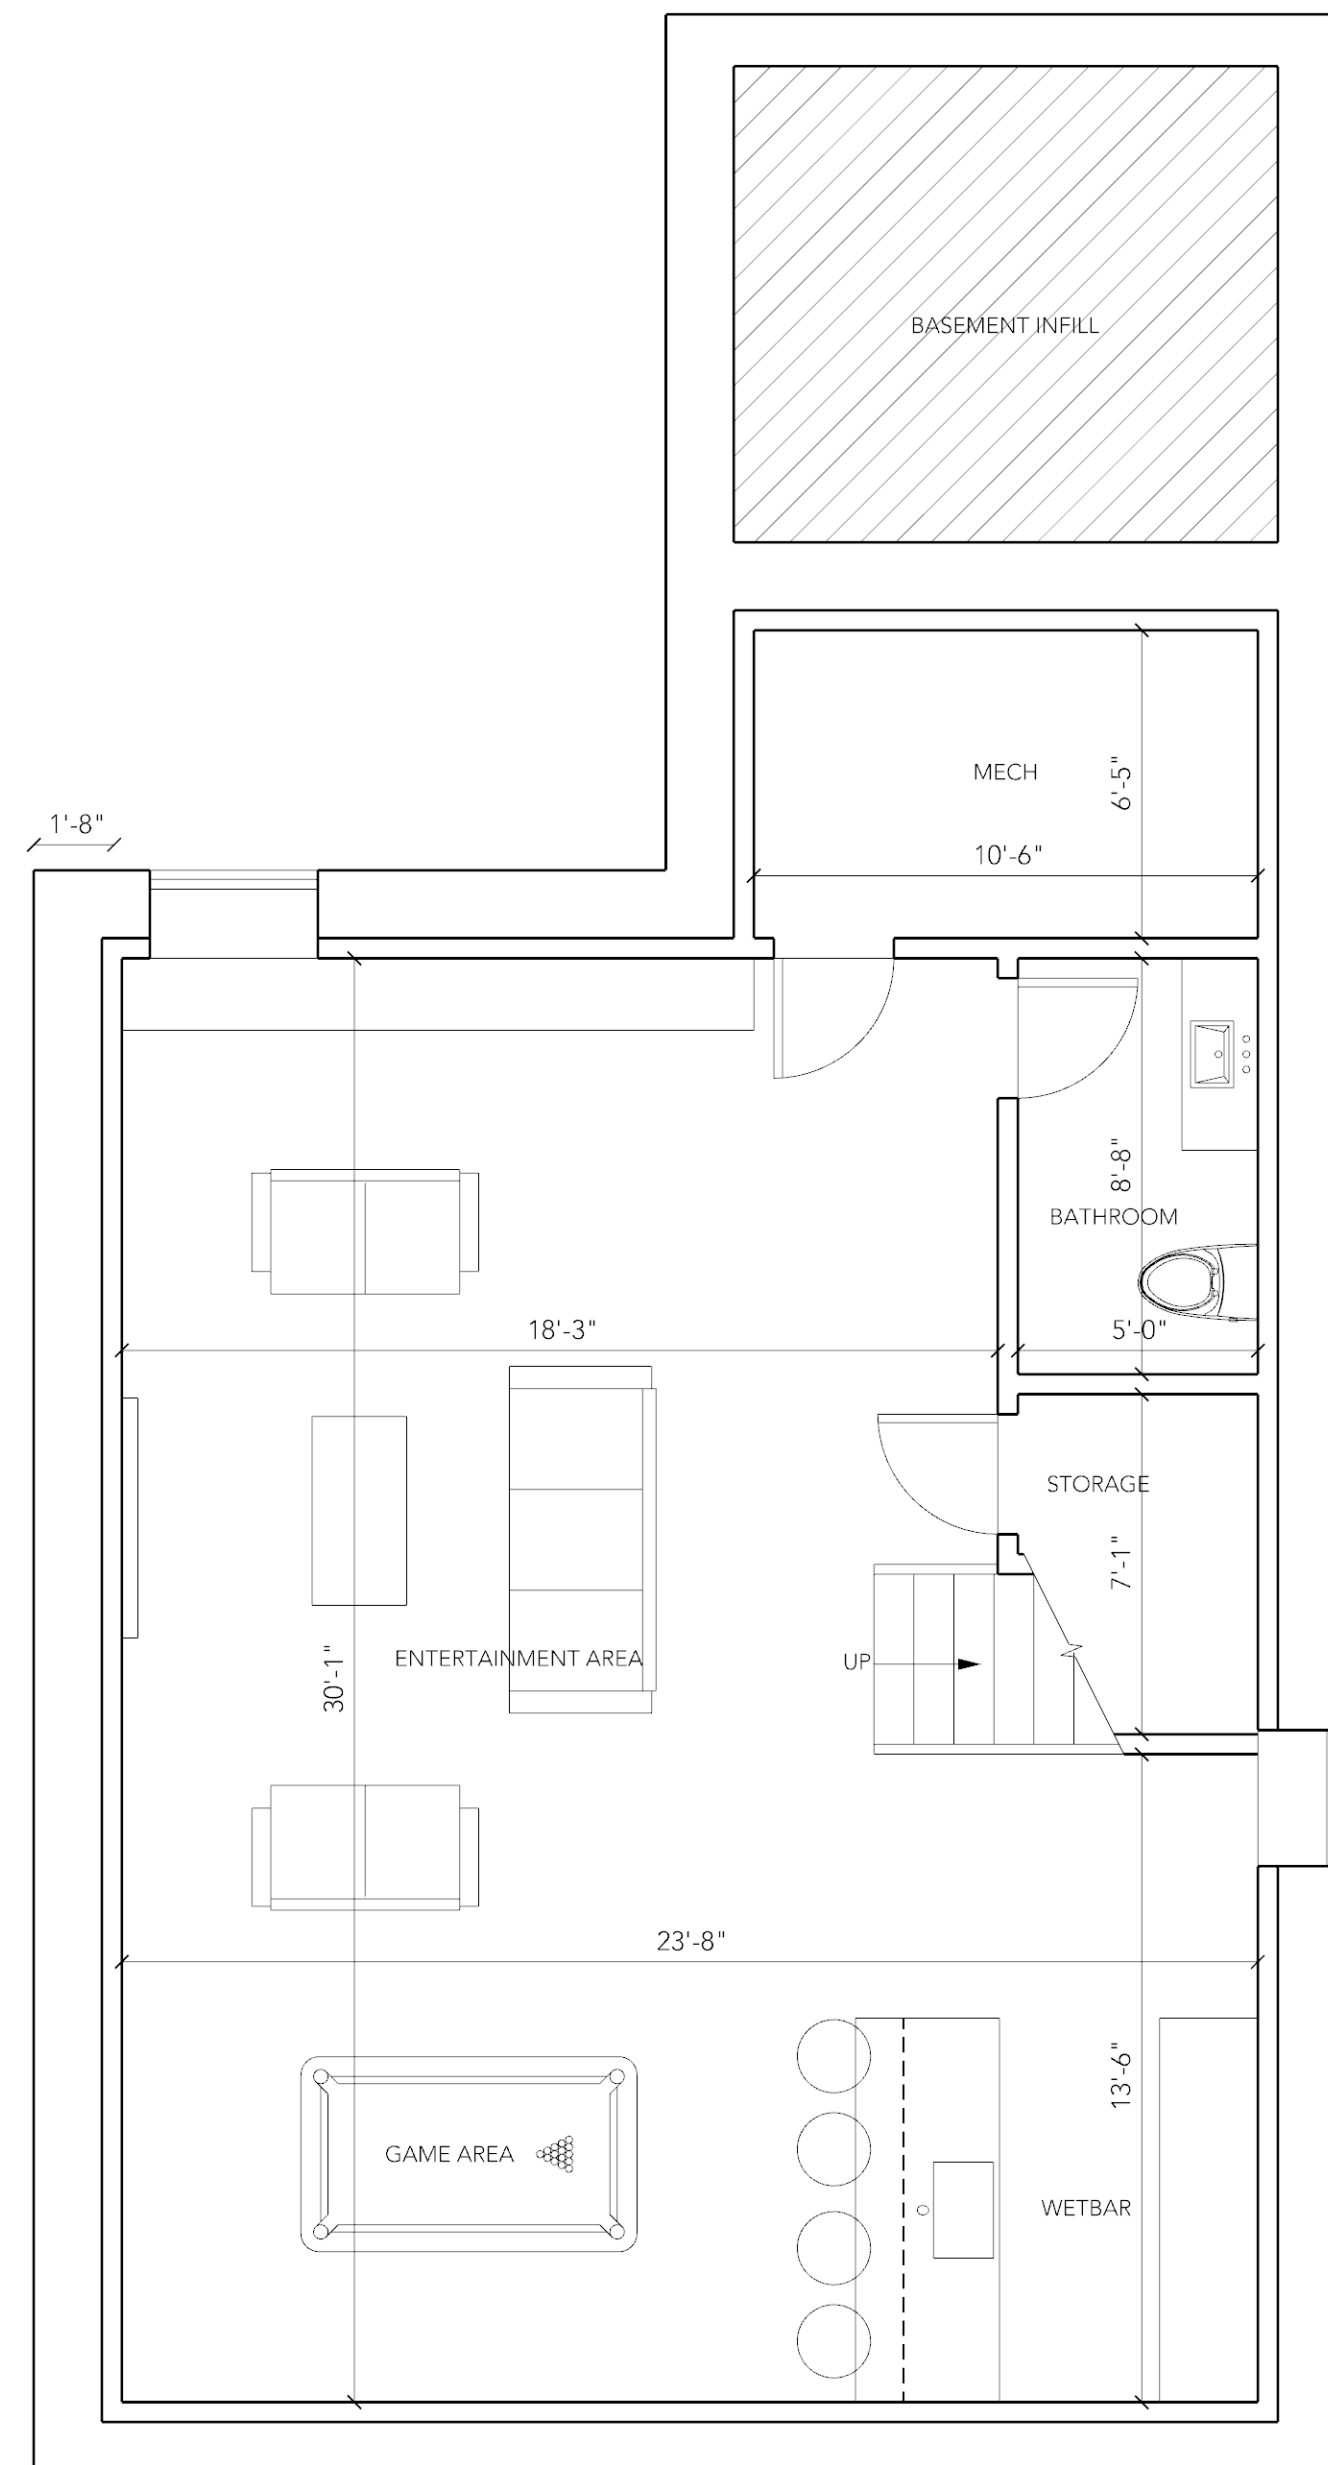 BASEMENT INFILL
MECH
6'-5"
1'-8"
10'-6"
8'-8"
BATHROOM
18'-3"
5'-0"
STORAGE
7'-1"
ENTERTAINMENT AREA
UP
30'-1"
23'-8"
13'-6"
GAME AREA
WETBAR